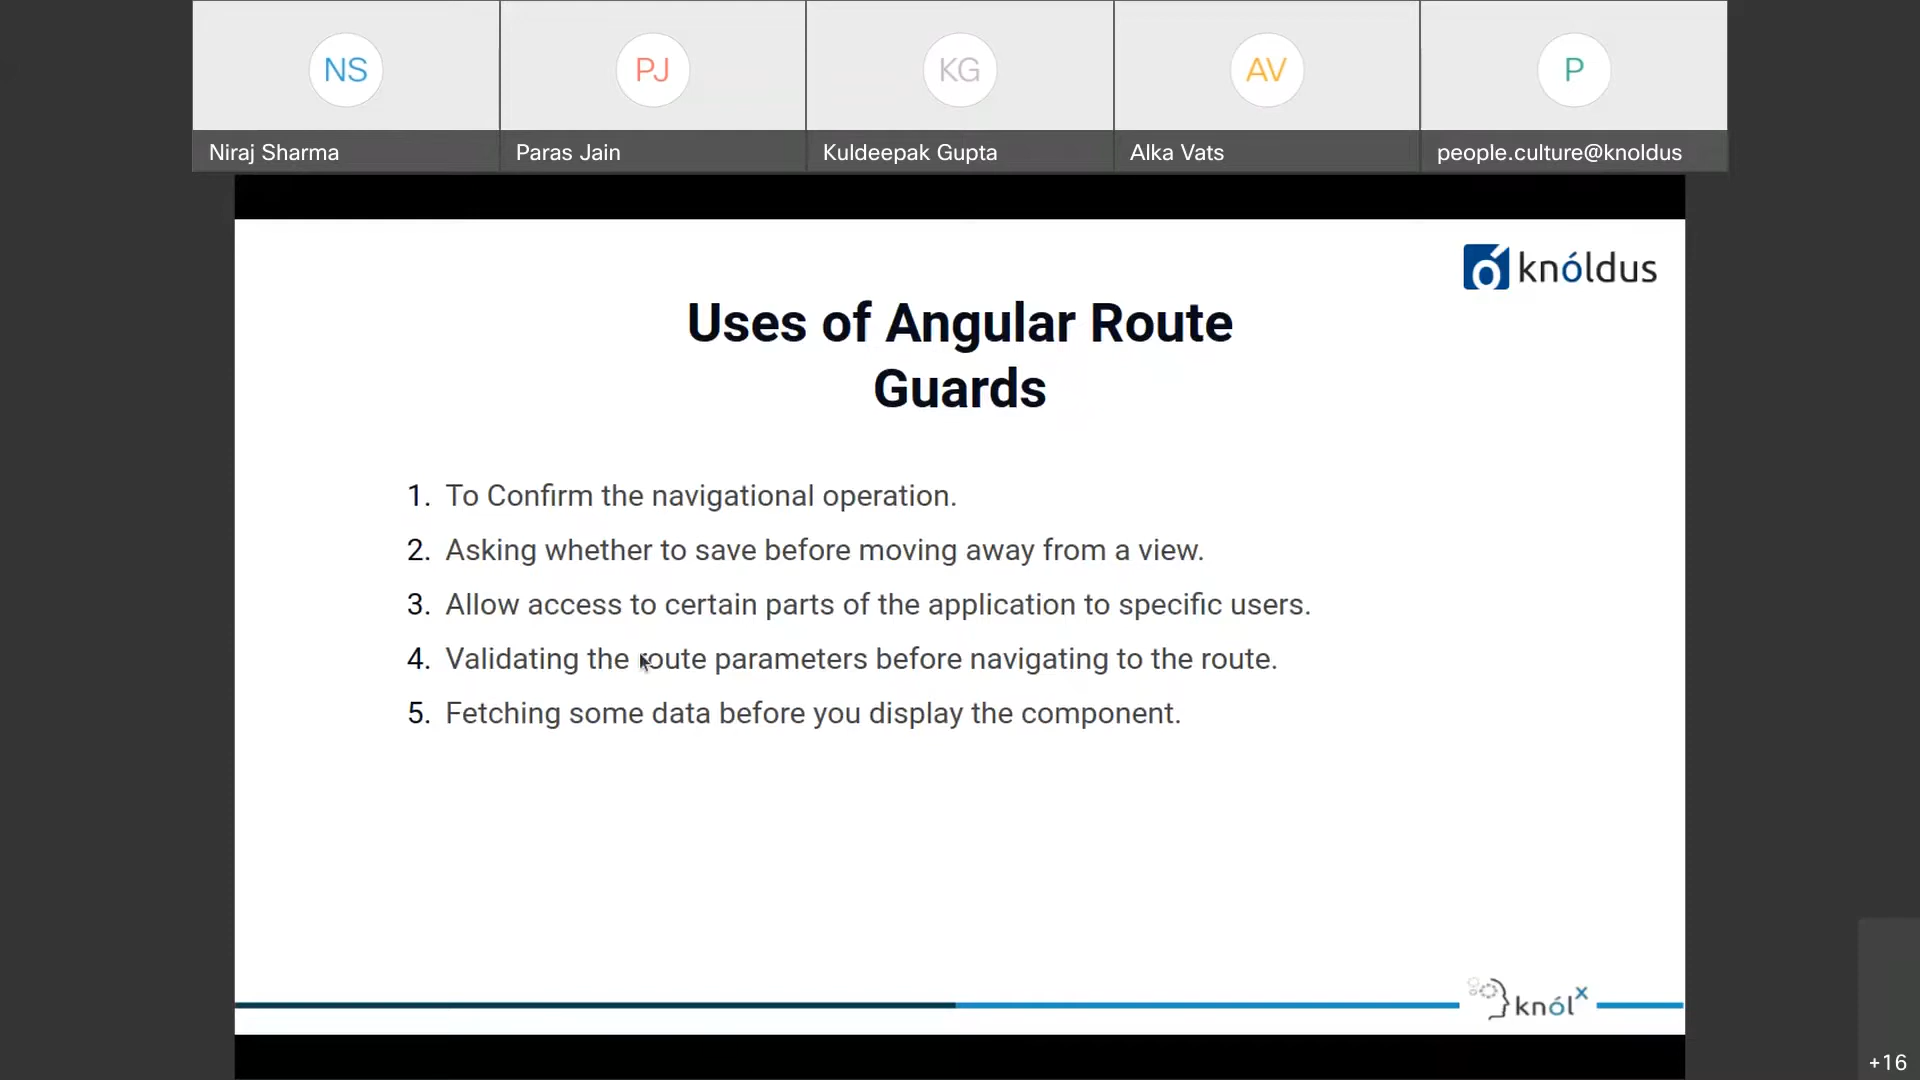 NS
PJ
KG
AV
P
Niraj Sharma
Paras Jain
Kuldeepak Gupta
Alka Vats
people.culture@knoldus
knóldus
Uses of Angular Route
Guards
1. To Confirm the navigational operation.
2. Asking whether to save before moving away from a view.
3. Allow access to certain parts of the application to specific users.
4. Validating the route parameters before navigating to the route.
5. Fetching some data before you display the component.
knólx
+16